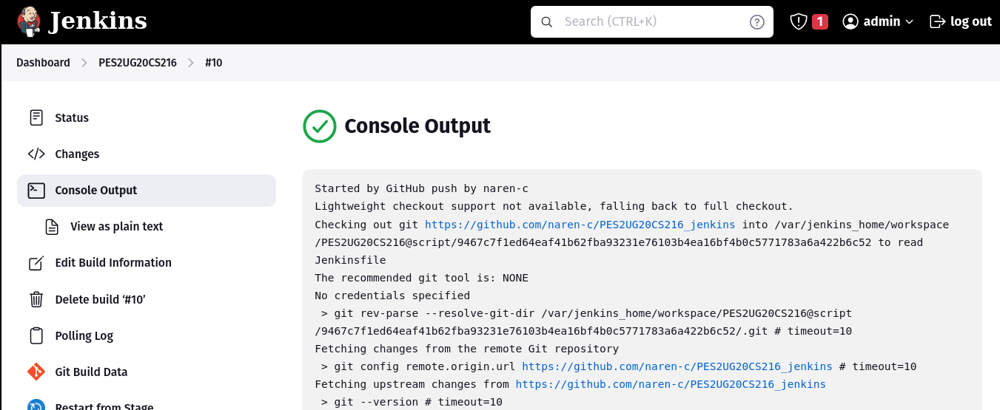 Jenkins
Search (CTRL+K)
1
admin
log out
Dashboard
PES2UG20CS216
#10
Status
Changes
Console Output
View as plain text
Edit Build Information
Delete build ‘#10’
Polling Log
Git Build Data
Restart from Stage
Console Output
Started by GitHub push by naren-c
Lightweight checkout support not available, falling back to full checkout.
Checking out git https://github.com/naren-c/PES2UG20CS216_jenkins into /var/jenkins_home/workspace
/PES2UG20CS216@script/9467c7f1ed64eaf41b62fba93231e76103b4ea16bf4b0c5771783a6a422b6c52 to read
Jenkinsfile
The recommended git tool is: NONE
No credentials specified
> git rev-parse --resolve-git-dir /var/jenkins_home/workspace/PES2UG20CS216@script
/9467c7f1ed64eaf41b62fba93231e76103b4ea16bf4b0c5771783a6a422b6c52/.git # timeout=10
Fetching changes from the remote Git repository
> git config remote.origin.url https://github.com/naren-c/PES2UG20CS216_jenkins # timeout=10
Fetching upstream changes from https://github.com/naren-c/PES2UG20CS216_jenkins
> git --version # timeout=10